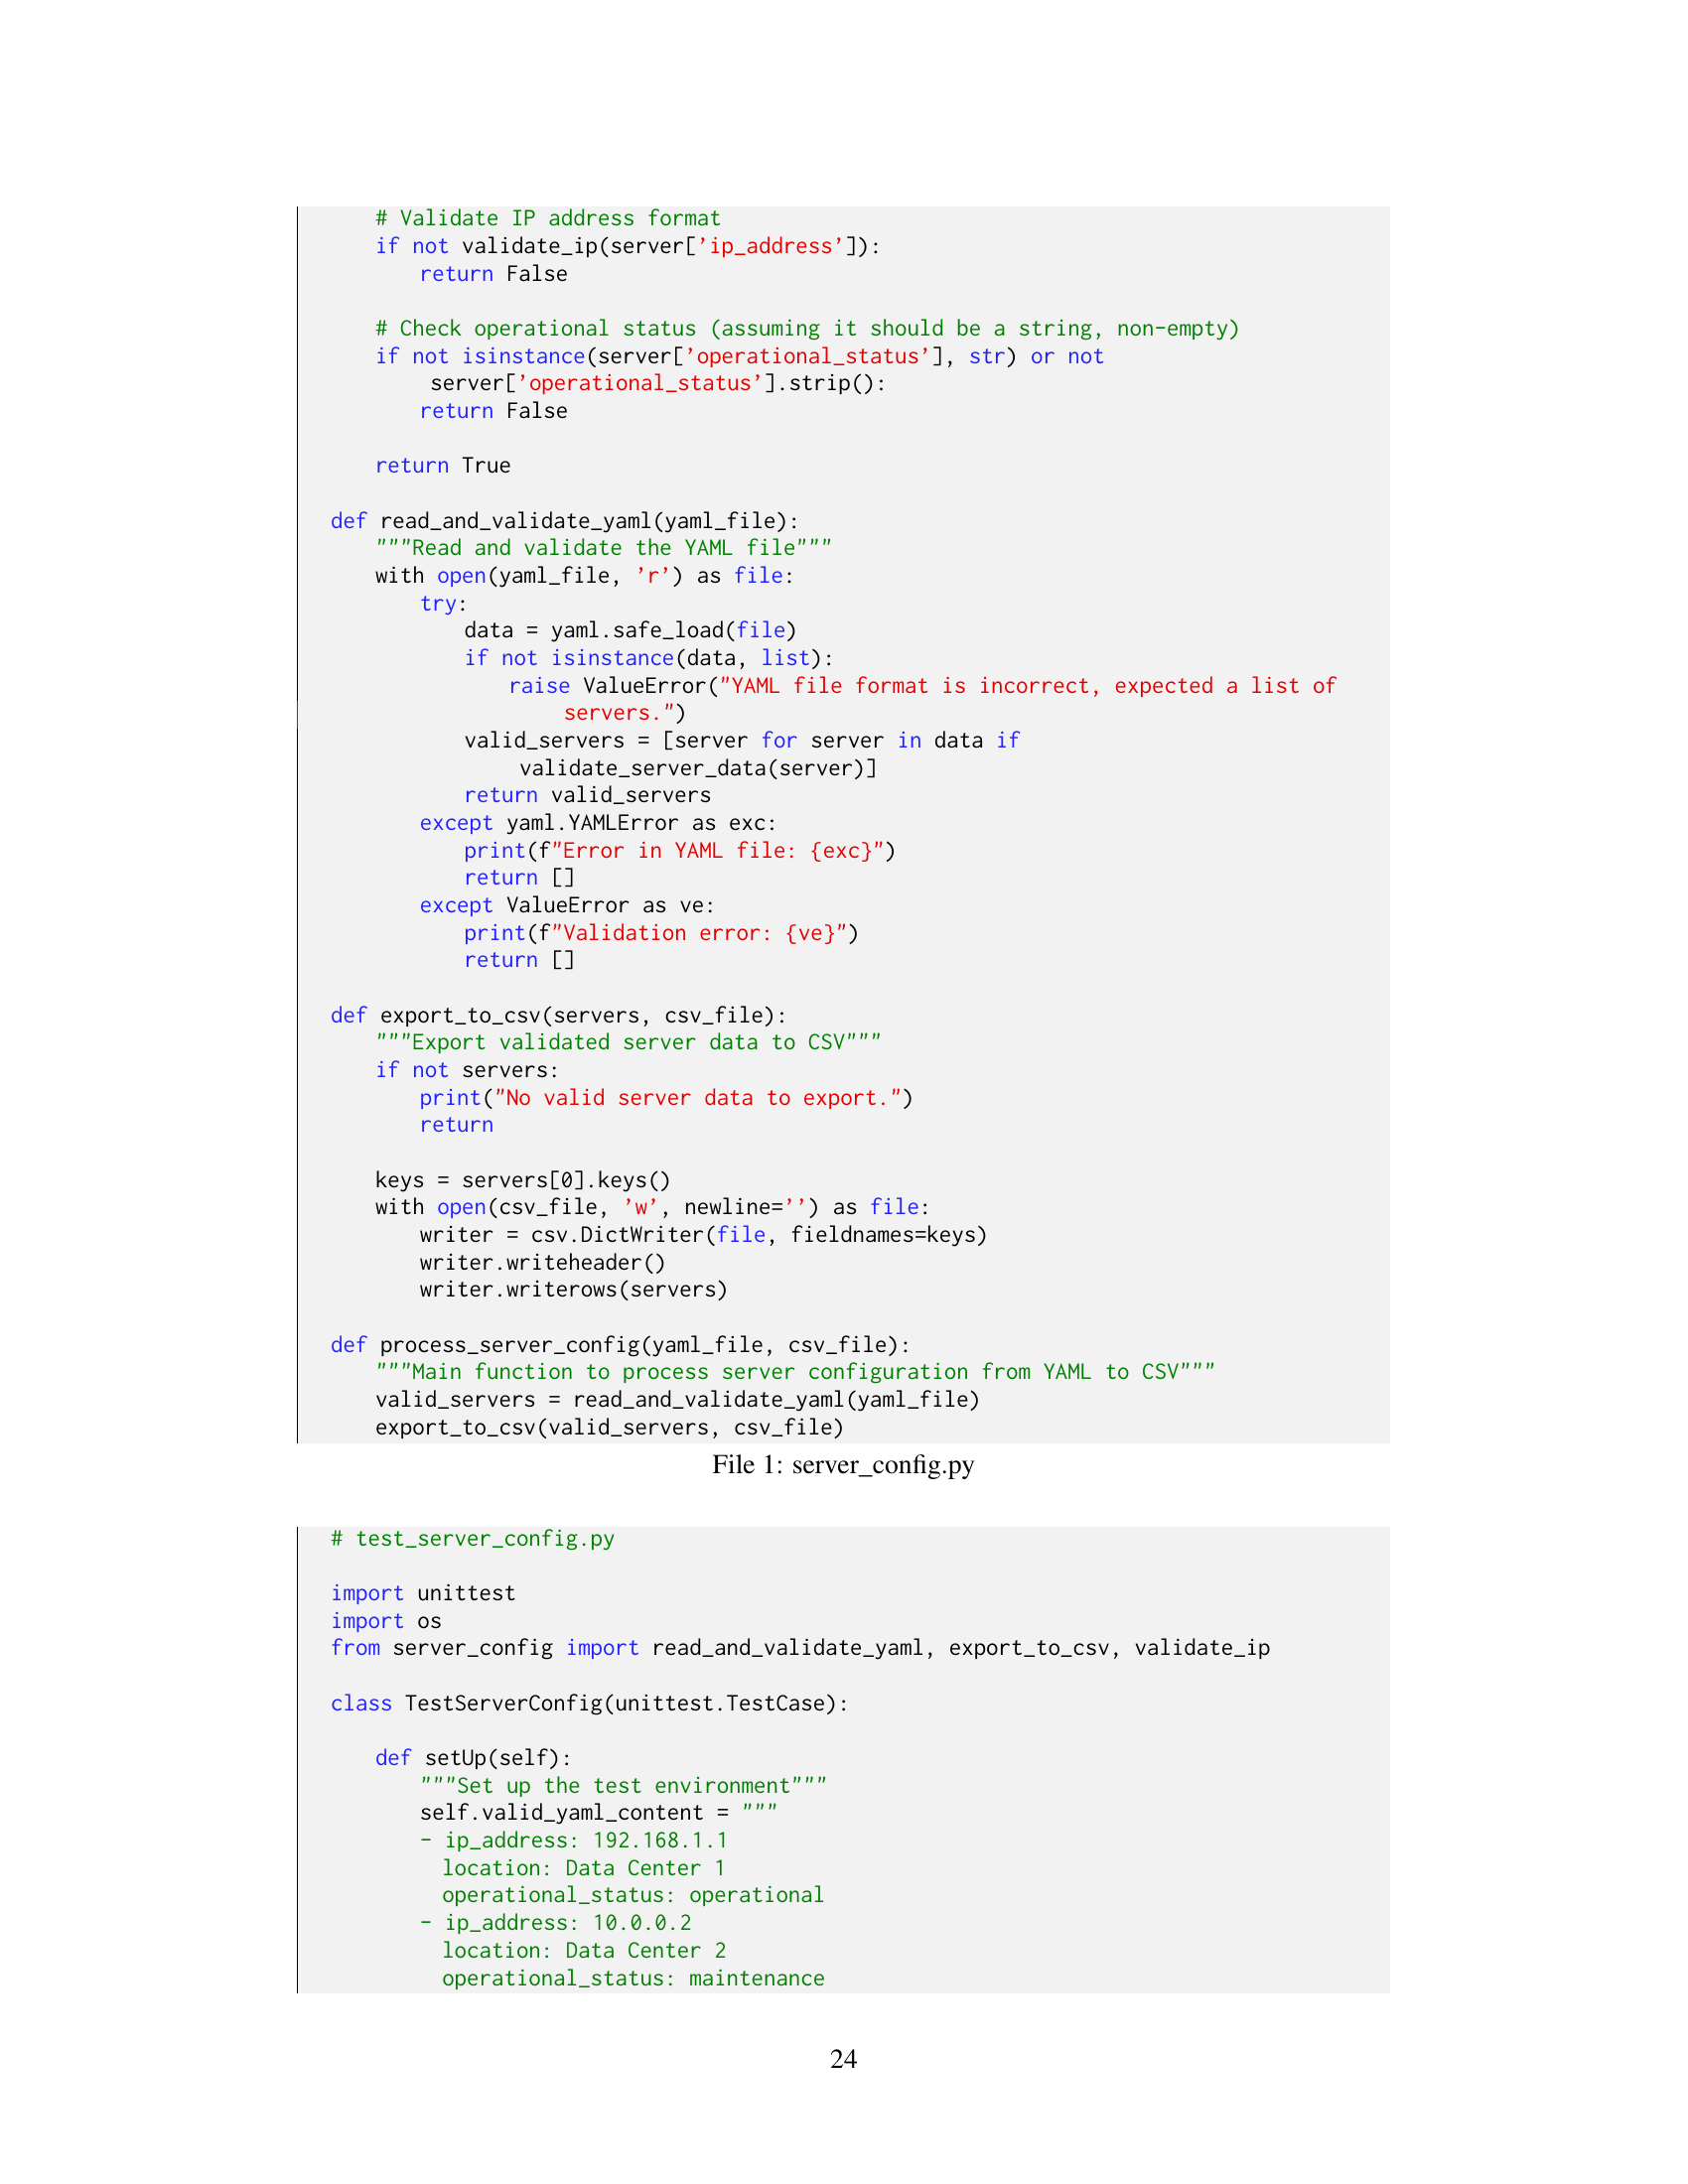 # Validate IP address format
if not validate_ip(server['ip_address']):
return False
# Check operational status (assuming it should be a string, non-empty)
if not isinstance(server['operational_status'], str) or not
server['operational_status'].strip():
return False
return True
def read_and_validate_yaml(yaml_file):
"""Read and validate the YAML file"""
with open(yaml_file, 'r') as file:
try:
data = yaml.safe_load(file)
if not isinstance(data, list):
raise ValueError("YAML file format is incorrect, expected a list of
servers.")
valid_servers = [server for server in data if
validate_server_data(server)]
return valid_servers
except yaml.YAMLError as exc:
print(f"Error in YAML file: {exc}")
return []
except ValueError as ve:
print(f"Validation error: {ve}")
return []
def export_to_csv(servers, csv_file):
"""Export validated server data to CSV"""
if not servers:
print("No valid server data to export.")
return
keys = servers[0].keys()
with open(csv_file, 'w', newline='') as file:
writer = csv.DictWriter(file, fieldnames=keys)
writer.writeheader()
writer.writerows(servers)
def process_server_config(yaml_file, csv_file):
"""Main function to process server configuration from YAML to CSV"""
valid_servers = read_and_validate_yaml(yaml_file)
export_to_csv(valid_servers, csv_file)
File 1: server_config.py
# test_server_config.py
import unittest
import os
from server_config import read_and_validate_yaml, export_to_csv, validate_ip
class TestServerConfig(unittest.TestCase):
def setUp(self):
"""Set up the test environment"""
self.valid_yaml_content = """
- ip_address: 192.168.1.1
location: Data Center 1
operational_status: operational
- ip_address: 10.0.0.2
location: Data Center 2
operational_status: maintenance
24